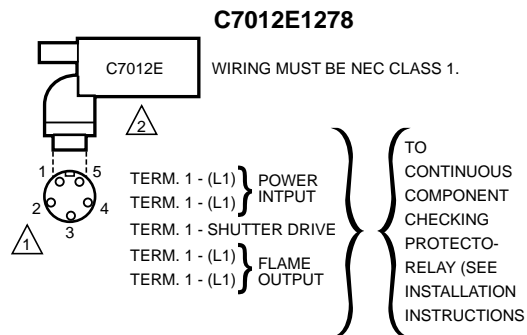 C7012E1278
C7012E
WIRING MUST BE NEC CLASS 1.
2
1
5
2
4
3
1
TERM. 1 - (L1)
TERM. 1 - (L1)
POWER
INTPUT
TERM. 1 - SHUTTER DRIVE
TERM. 1 - (L1)
TERM. 1 - (L1)
FLAME
OUTPUT
TO
CONTINUOUS
COMPONENT
CHECKING
PROTECTO-
RELAY (SEE
INSTALLATION
INSTRUCTIONS